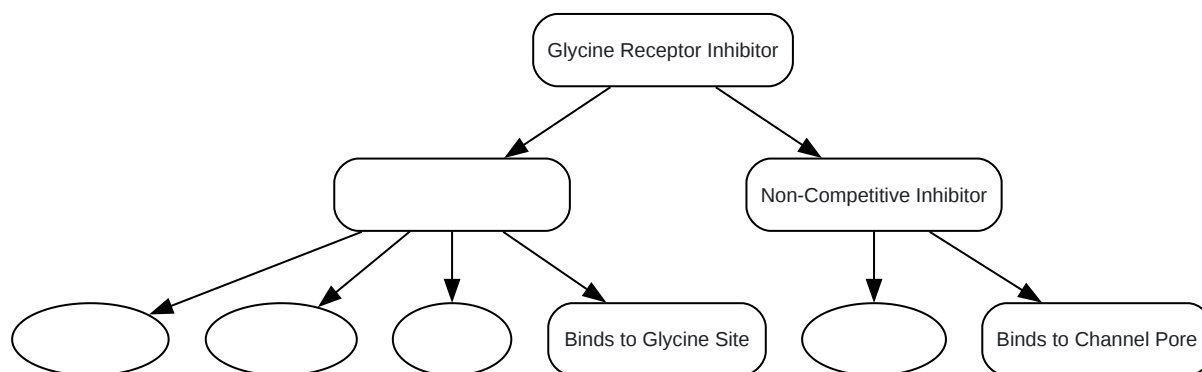 Glycine Receptor Inhibitor
Non-Competitive Inhibitor
Binds to Glycine Site
Binds to Channel Pore